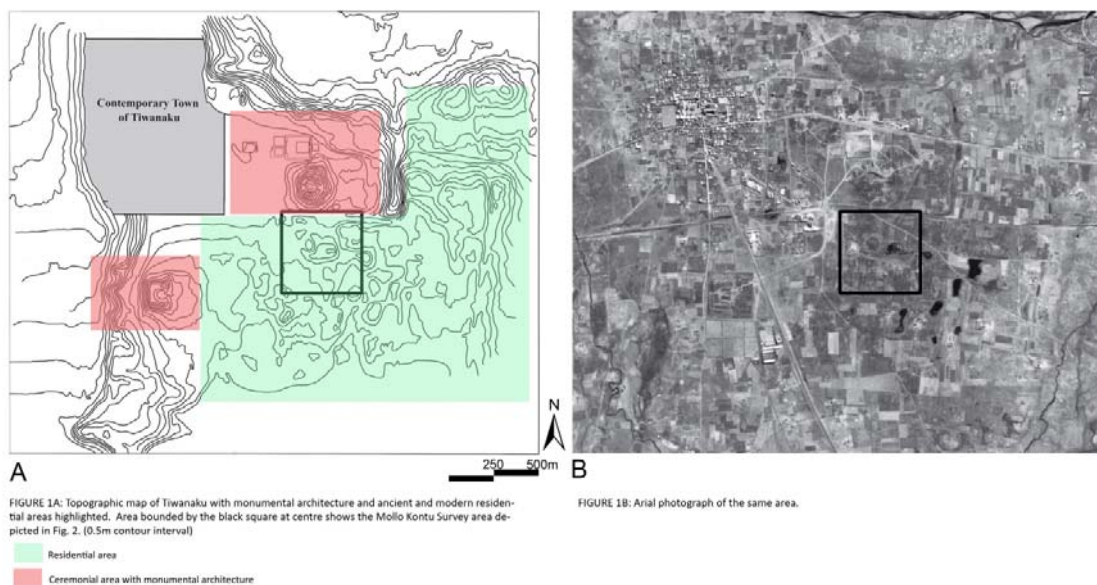 Contemporary Town
of Tiwanaku
N
250 500m
A
B
FIGURE 1A: Topographic map of Tiwanaku with monumental architecture and ancient and modern residen-
tial areas highlighted. Area bounded by the black square at centre shows the Mollo Kontu Survey area de-
picted in Fig. 2. (0.5m contour interval)
Residential area
Ceremonial area with monumental architecture
FIGURE 1B: Arial photograph of the same area.